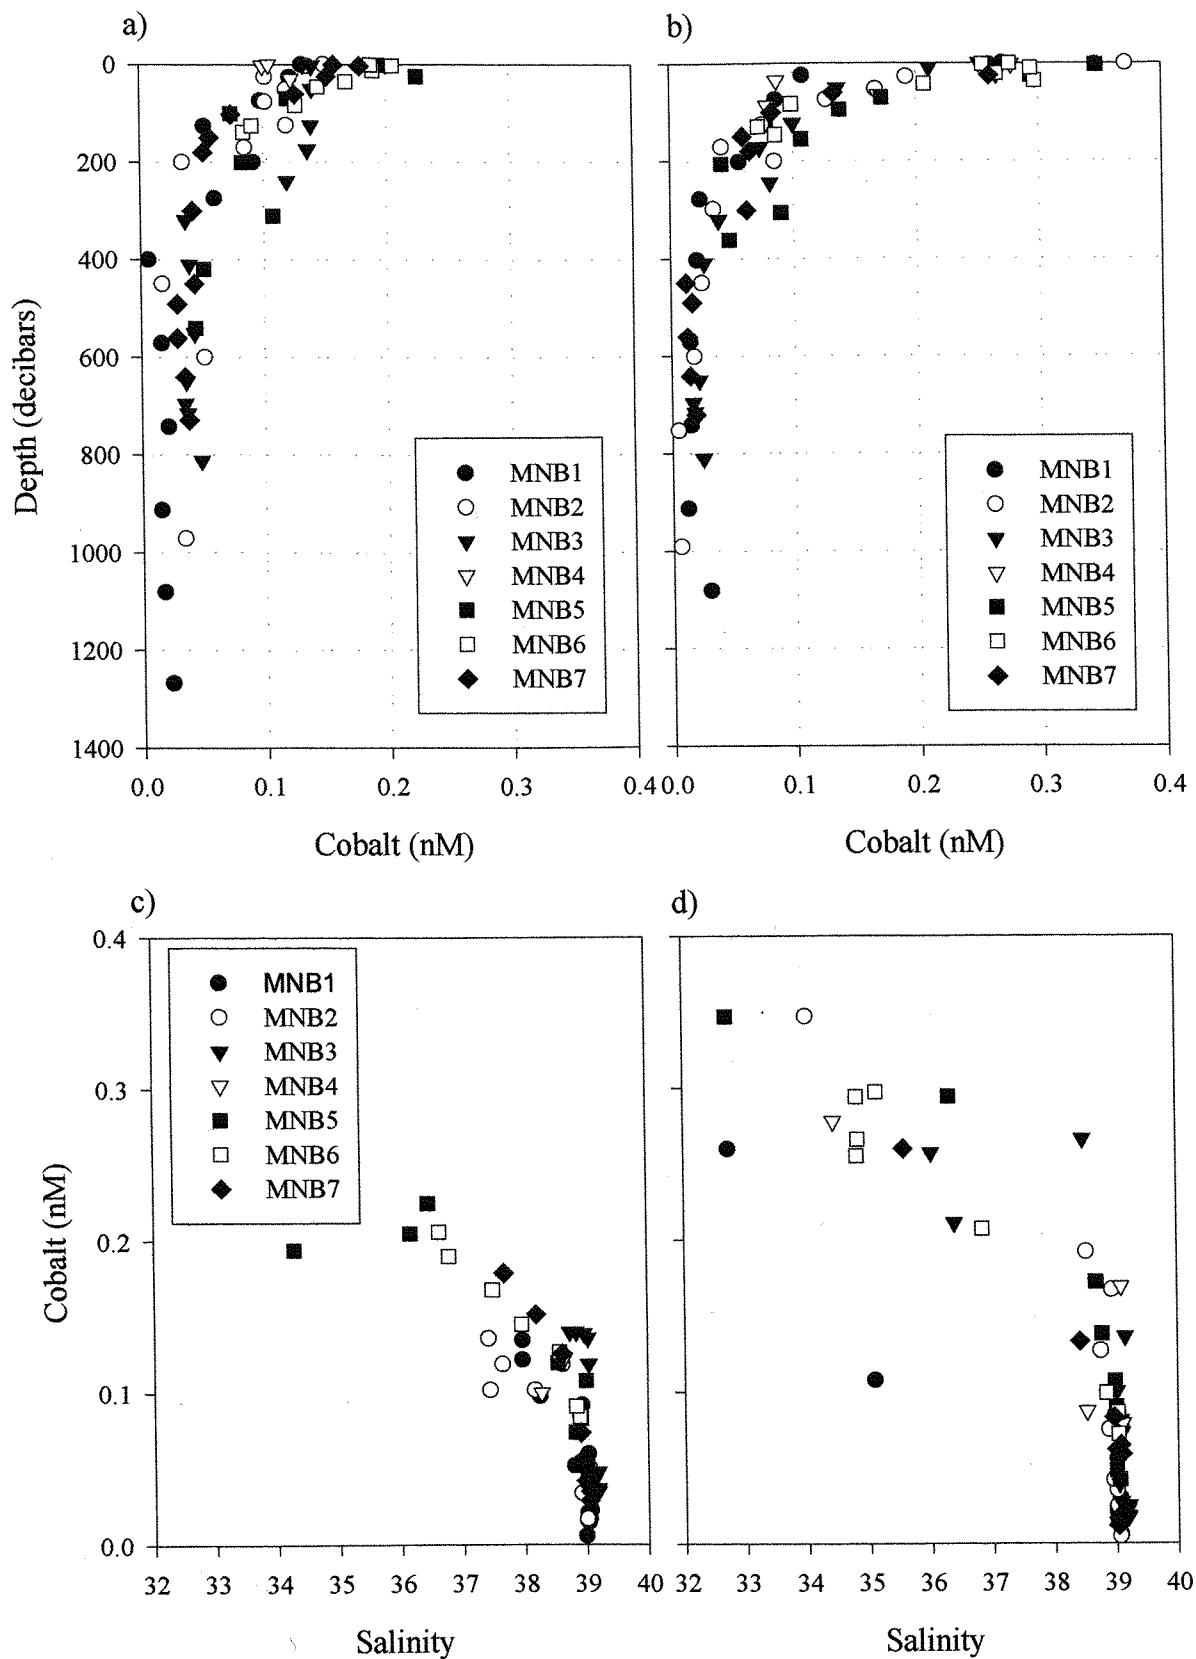 a)
0
200
400
600
800
1000
1200
1400
Depth (decibars)
MNB1
MNB2
MNB3
MNB4
MNB5
MNB6
MNB7
0.0 0.1 0.2 0.3 0.4
Cobalt (nM)
b)
MNB1
MNB2
MNB3
MNB4
MNB5
MNB6
MNB7
0.0 0.1 0.2 0.3 0.4
Cobalt (nM)
c)
0.4
0.3
0.2
0.1
0.0
Cobalt (nM)
MNB1
MNB2
MNB3
MNB4
MNB5
MNB6
MNB7
32 33 34 35 36 37 38 39 40
Salinity
d)
32 33 34 35 36 37 38 39 40
Salinity